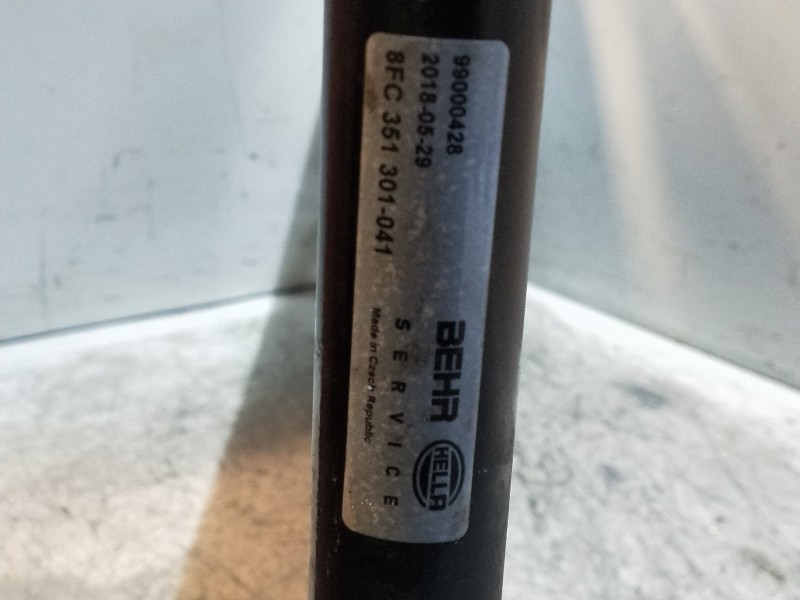 99000428
2018-05-29
8FC 351 301-041
BEHR HELLA
SERVICE
Made in Czech Republic